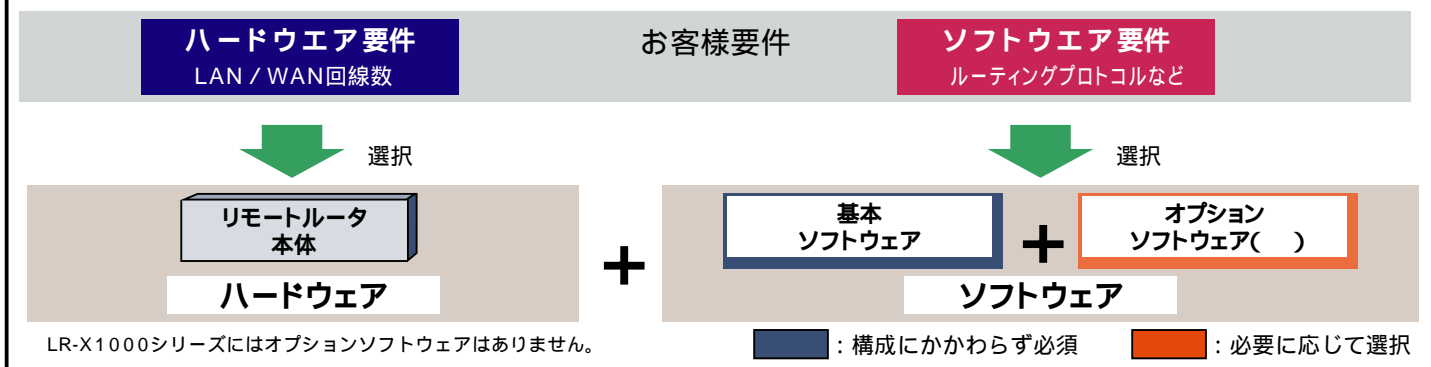 ハードウエア要件
LAN / WAN回線数
お客様要件
ソフトウエア要件
ルーティングプロトコルなど
選択
選択
リモートルータ
本体
ハードウェア
+
基本
ソフトウェア
+
オプション
ソフトウェア(　)
ソフトウェア
LR-X1000シリーズにはオプションソフトウェアはありません。
：構成にかかわらず必須
：必要に応じて選択